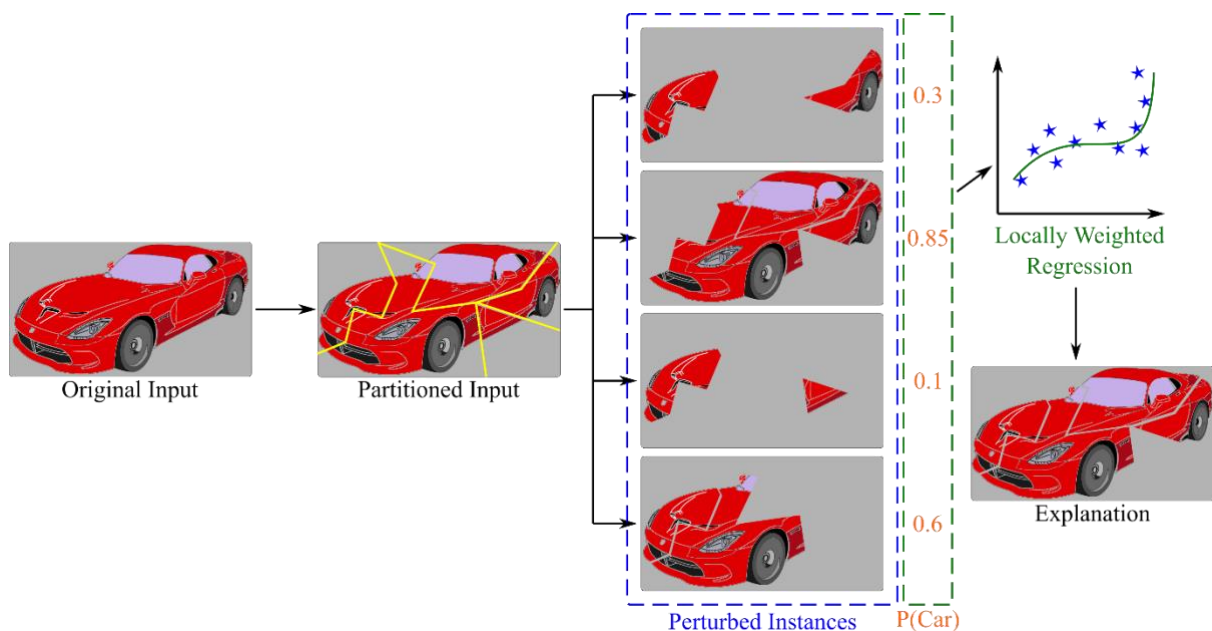 0.3
0.85
Locally Weighted
Regression
Original Input
Partitioned Input
0.1
0.6
Explanation
Perturbed Instances
P(Car)